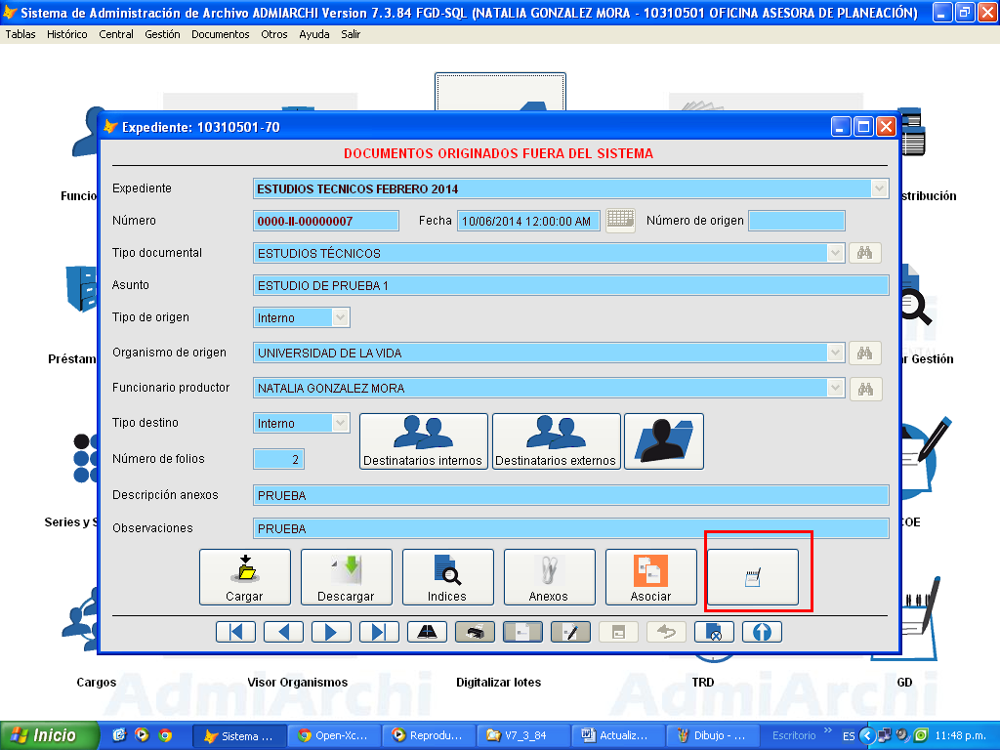 Sistema de Administración de Archivo ADMIARCHI Version 7.3.84 FGD-SQL (NATALIA GONZALEZ MORA - 10310501 OFICINA ASESORA DE PLANEACIÓN)
Tablas Histórico Central Gestión Documentos Otros Ayuda Salir
Expediente: 10310501-70
DOCUMENTOS ORIGINADOS FUERA DEL SISTEMA
Expediente ESTUDIOS TECNICOS FEBRERO 2014
Funcio
stribución
Número 0000-II-00000007 Fecha 10/06/2014 12:00:00 AM Número de origen
Tipo documental ESTUDIOS TÉCNICOS
Asunto ESTUDIO DE PRUEBA 1
Tipo de origen Interno
Organismo de origen UNIVERSIDAD DE LA VIDA
Préstam
ar Gestión
Funcionario productor NATALIA GONZALEZ MORA
Tipo destino Interno
Destinatarios internos Destinatarios externos
Número de folios 2
Descripción anexos PRUEBA
Series y S
COE
Observaciones PRUEBA
Cargar Descargar Indices Anexos Asociar
Cargos Visor Organismos Digitalizar lotes TRD GD
AdmiArchi AdmiArchi
Inicio Sistema ... Open-Xc... Reprodu... V7_3_84 Actualiz... Dibujo - ... Escritorio » ES 11:48 p.m.